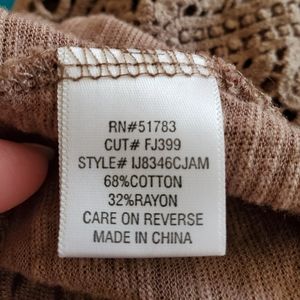 RN#51783
CUT# FJ399
STYLE# IJ8346CJAM
68%COTTON
32%RAYON
CARE ON REVERSE
MADE IN CHINA